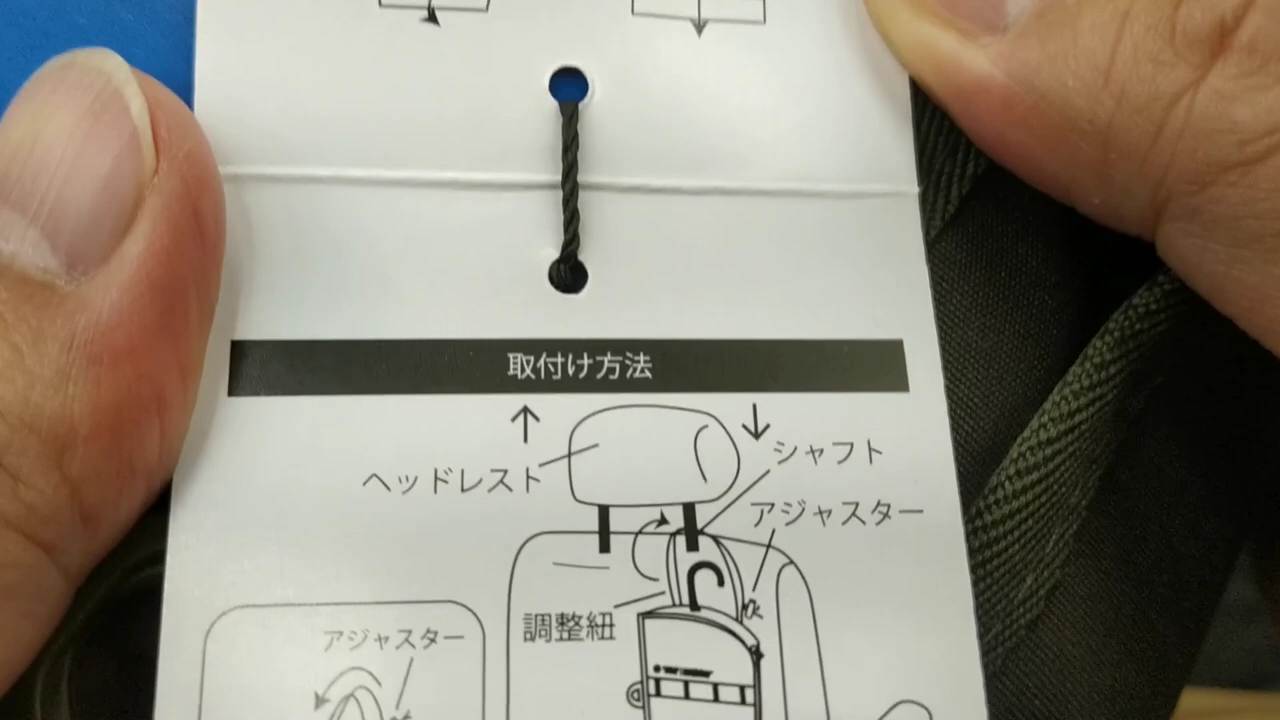 取付け方法
ヘッドレスト
シャフト
アジャスター
調整紐
アジャスター